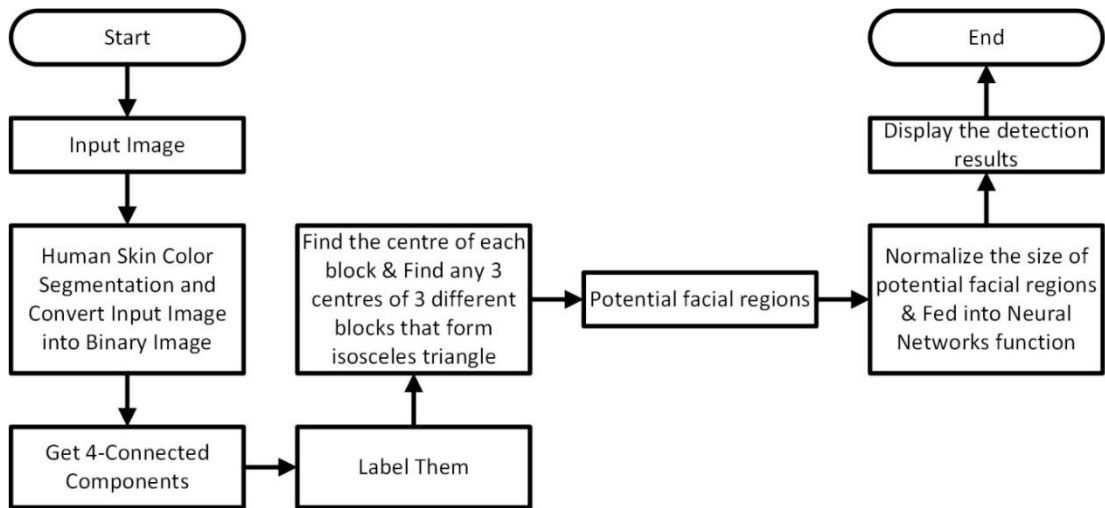 Start
Input Image
Human Skin Color
Segmentation and
Convert Input Image
into Binary Image
Get 4-Connected
Components
Label Them
Find the centre of each
block & Find any 3
centres of 3 different
blocks that form
isosceles triangle
Potential facial regions
Normalize the size of
potential facial regions
& Fed into Neural
Networks function
Display the detection
results
End